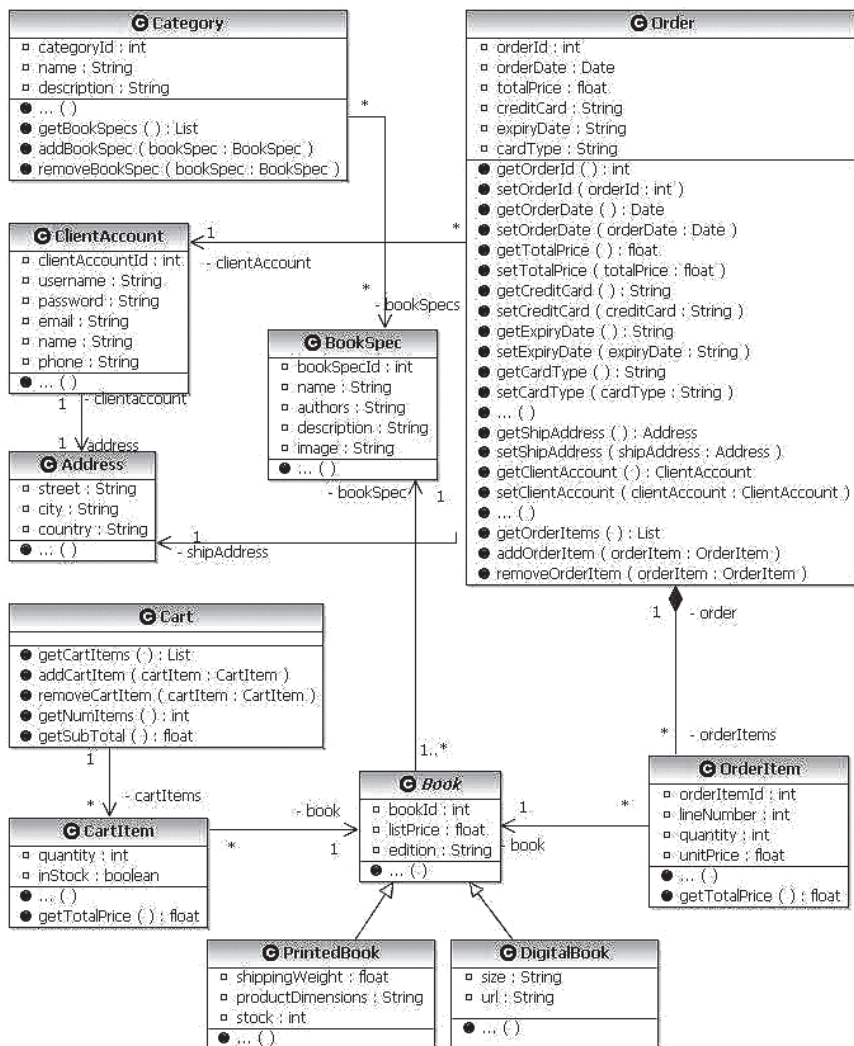 Category
categoryId : int
name : String
description : String
... ( )
getBookSpecs ( ) : List
addBookSpec ( bookSpec : BookSpec )
removeBookSpec ( bookSpec : BookSpec )
*
* - bookSpecs
Order
orderId : int
orderDate : Date
totalPrice : float
creditCard : String
expiryDate : String
cardType : String
getOrderId ( ) : int
setOrderId ( orderId : int )
getOrderDate ( ) : Date
setOrderDate ( orderDate : Date )
getTotalPrice ( ) : float
setTotalPrice ( totalPrice : float )
getCreditCard ( ) : String
setCreditCard ( creditCard : String )
getExpiryDate ( ) : String
setExpiryDate ( expiryDate : String )
getCardType ( ) : String
setCardType ( cardType : String )
... ( )
getShipAddress ( ) : Address
setShipAddress ( shipAddress : Address )
getClientAccount ( ) : ClientAccount
setClientAccount ( clientAccount : ClientAccount )
... ( )
getOrderItems ( ) : List
addOrderItem ( orderItem : OrderItem )
removeOrderItem ( orderItem : OrderItem )
1 *
- clientAccount
ClientAccount
clientAccountId : int
username : String
password : String
email : String
name : String
phone : String
... ( )
1 - clientaccount
1 address
BookSpec
bookSpecId : int
name : String
authors : String
description : String
image : String
... ( )
- bookSpec 1
Address
street : String
city : String
country : String
... ( )
1
- shipAddress
1 - order
* - orderItems
Cart
getCartItems ( ) : List
addCartItem ( cartItem : CartItem )
removeCartItem ( cartItem : CartItem )
getNumItems ( ) : int
getSubTotal ( ) : float
1
* - cartItems
1..*
CartItem
quantity : int
inStock : boolean
... ( )
getTotalPrice ( ) : float
- book
* 1
Book
bookId : int
listPrice : float
edition : String
... ( )
1 *
- book
OrderItem
orderItemId : int
lineNumber : int
quantity : int
unitPrice : float
... ( )
getTotalPrice ( ) : float
PrintedBook
shippingWeight : float
productDimensions : String
stock : int
... ( )
DigitalBook
size : String
url : String
... ( )